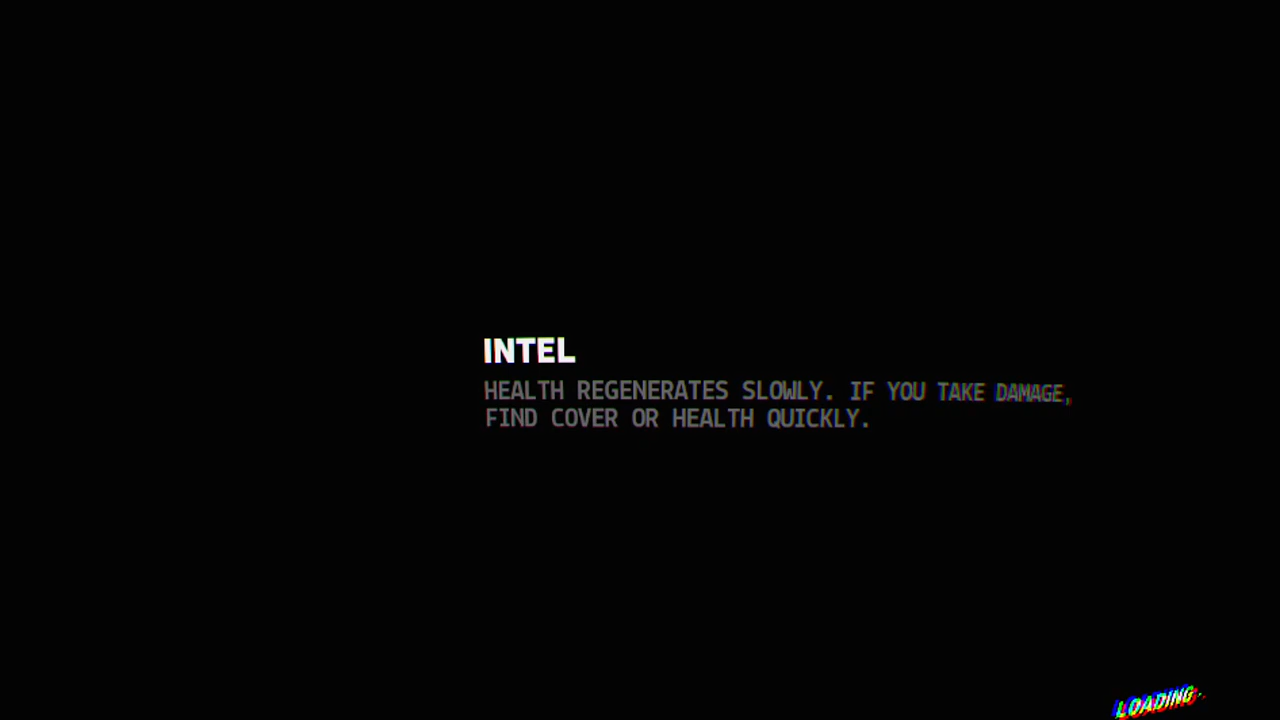 INTEL
HEALTH REGENERATES SLOWLY. IF YOU TAKE DAMAGE,
FIND COVER OR HEALTH QUICKLY.
LOADING..